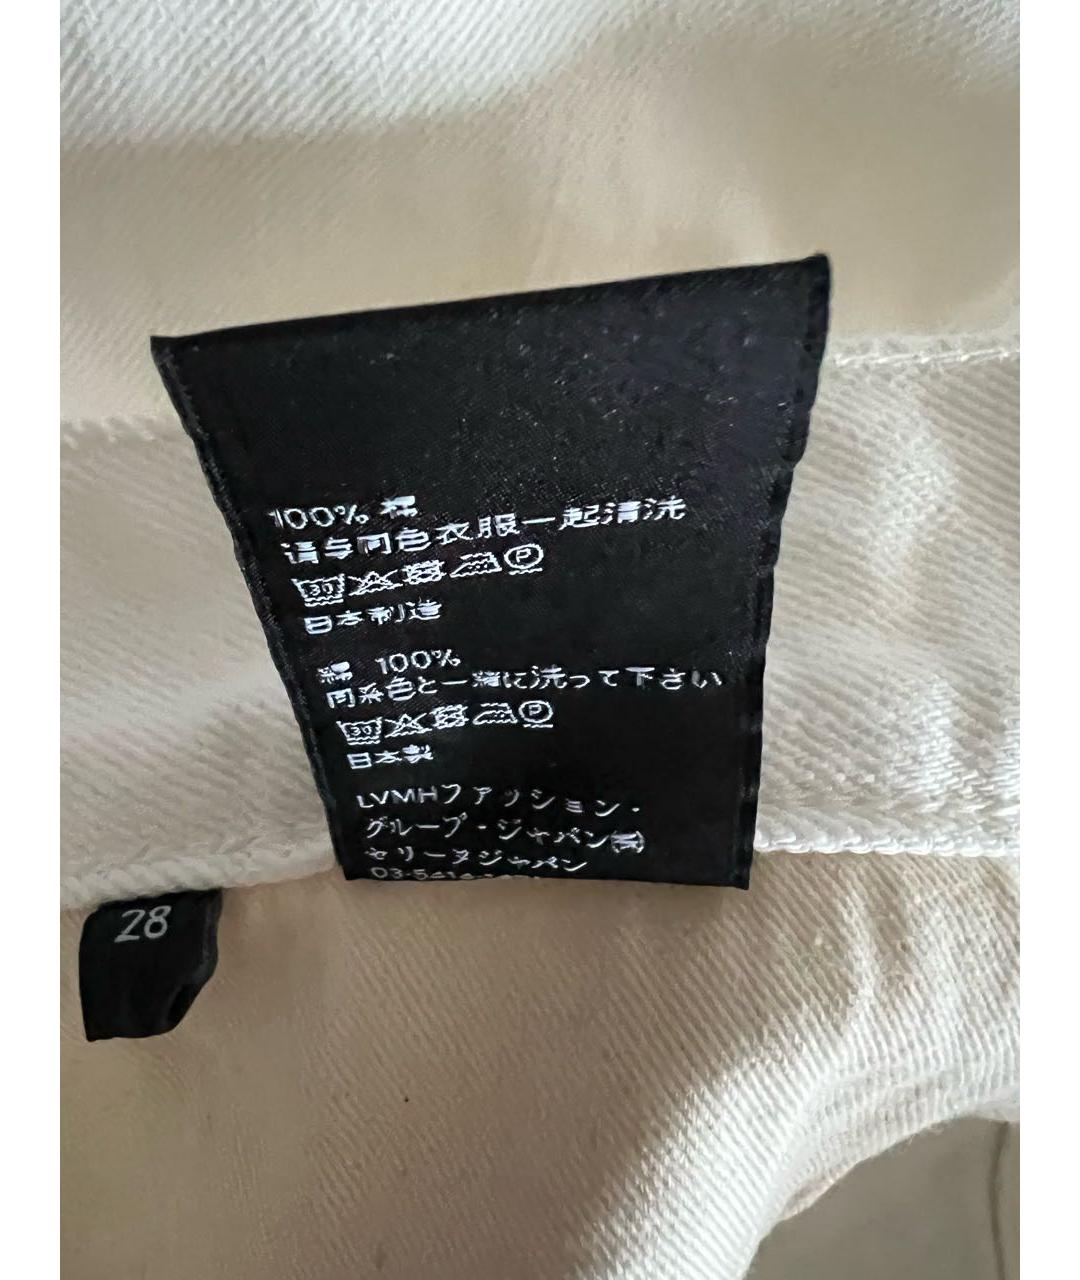 100% 棉
请与同色衣服一起清洗
30 P
日本制造
綿 100%
同系色と一緒に洗って下さい
30 P
日本製
LVMHファッション・
グループ・ジャパン㈱
セリーヌジャパン
28